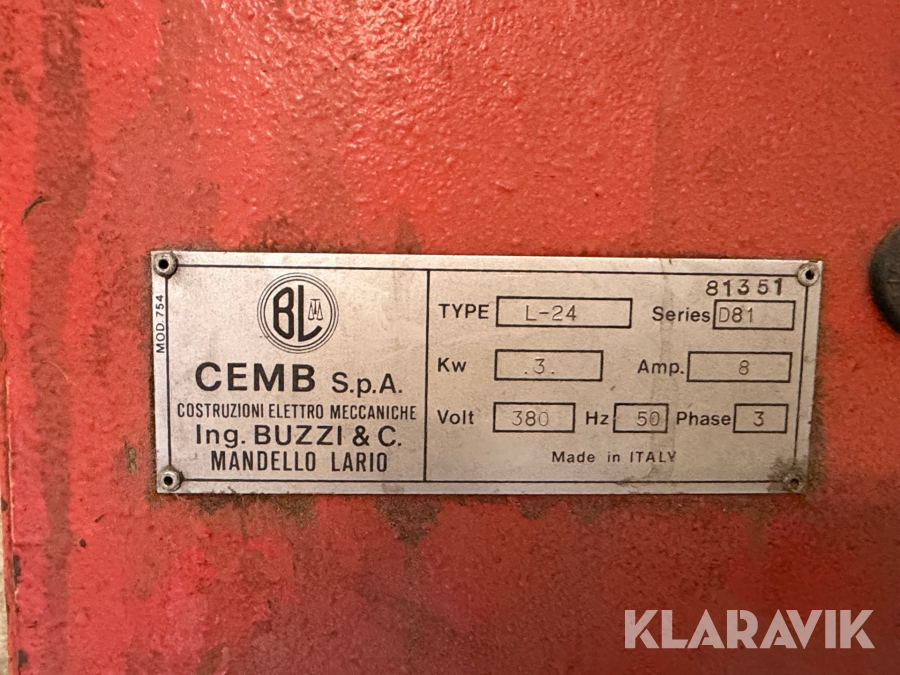 MOD. 754
BL
CEMB S.p.A.
COSTRUZIONI ELETTRO MECCANICHE
Ing. BUZZI & C.
MANDELLO LARIO
81351
TYPE L-24 Series D81
Kw .3. Amp. 8
Volt 380 Hz 50 Phase 3
Made in ITALY
KLARAVIK